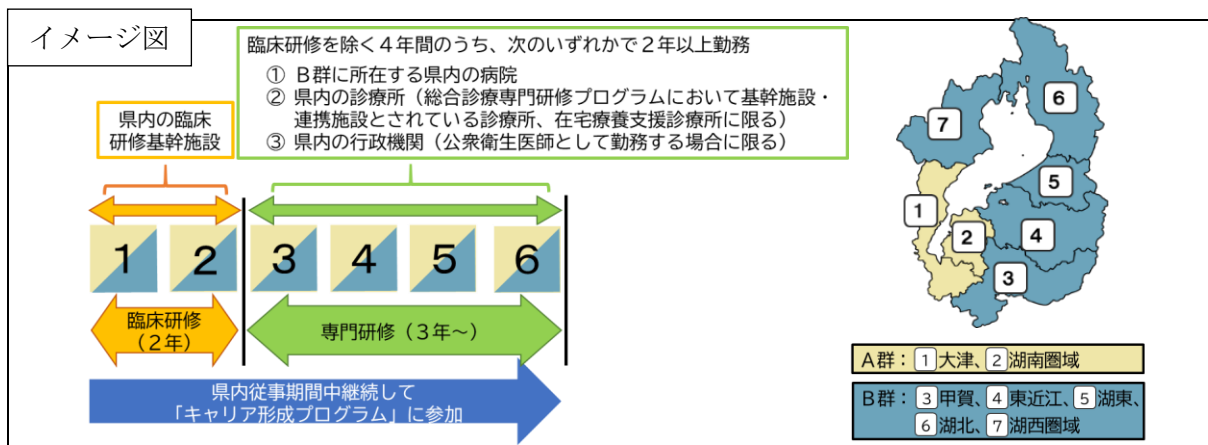 イメージ図
臨床研修を除く4年間のうち、次のいずれかで2年以上勤務
① B群に所在する県内の病院
② 県内の診療所（総合診療専門研修プログラムにおいて基幹施設・
連携施設とされている診療所、在宅療養支援診療所に限る）
③ 県内の行政機関（公衆衛生医師として勤務する場合に限る）
県内の臨床
研修基幹施設
1 2 3 4 5 6
臨床研修
（2年）
専門研修（3年～）
県内従事期間中継続して
「キャリア形成プログラム」に参加
6
7
5
1
2
4
3
A群： 1 大津、 2 湖南圏域
B群： 3 甲賀、 4 東近江、 5 湖東、
6 湖北、 7 湖西圏域